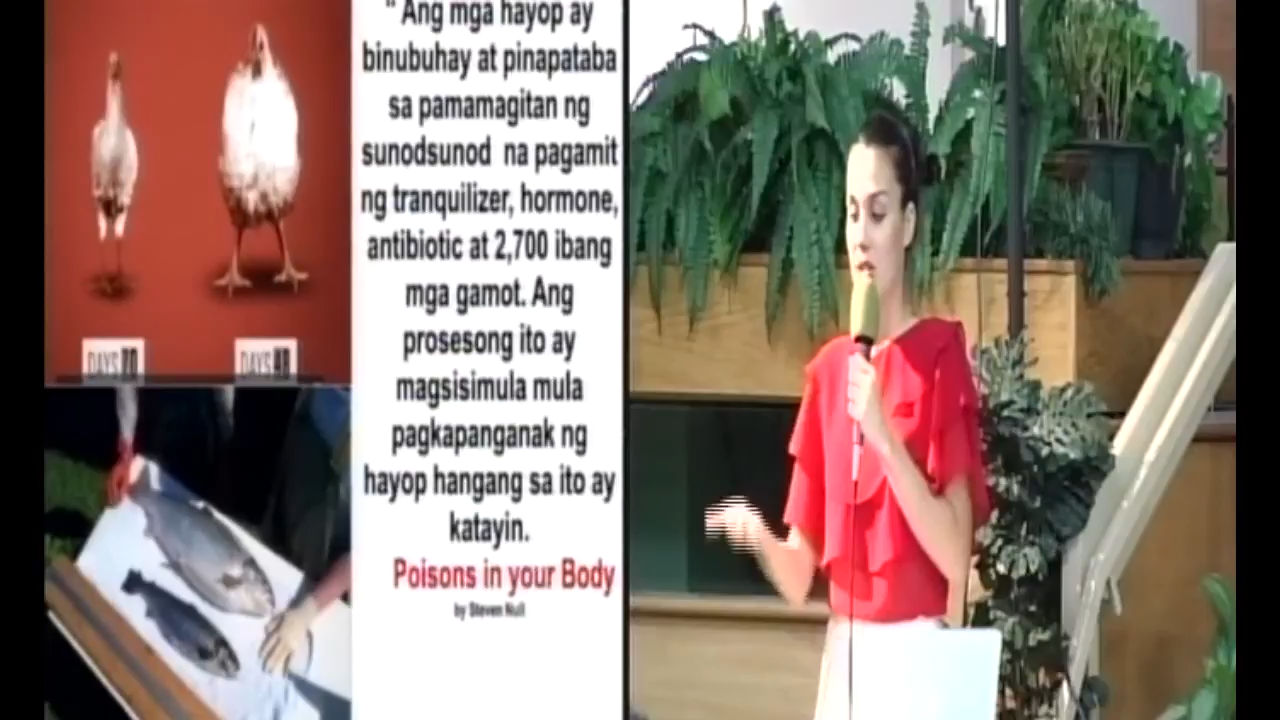 " Ang mga hayop ay
binubuhay at pinapataba
sa pamamagitan ng
sunodsunod na pagamit
ng tranquilizer, hormone,
antibiotic at 2,700 ibang
mga gamot. Ang
prosesong ito ay
magsisimula mula
pagkapanganak ng
hayop hangang sa ito ay
katayin.
Poisons in your Body
by Steven Null
DAYS
DAYS